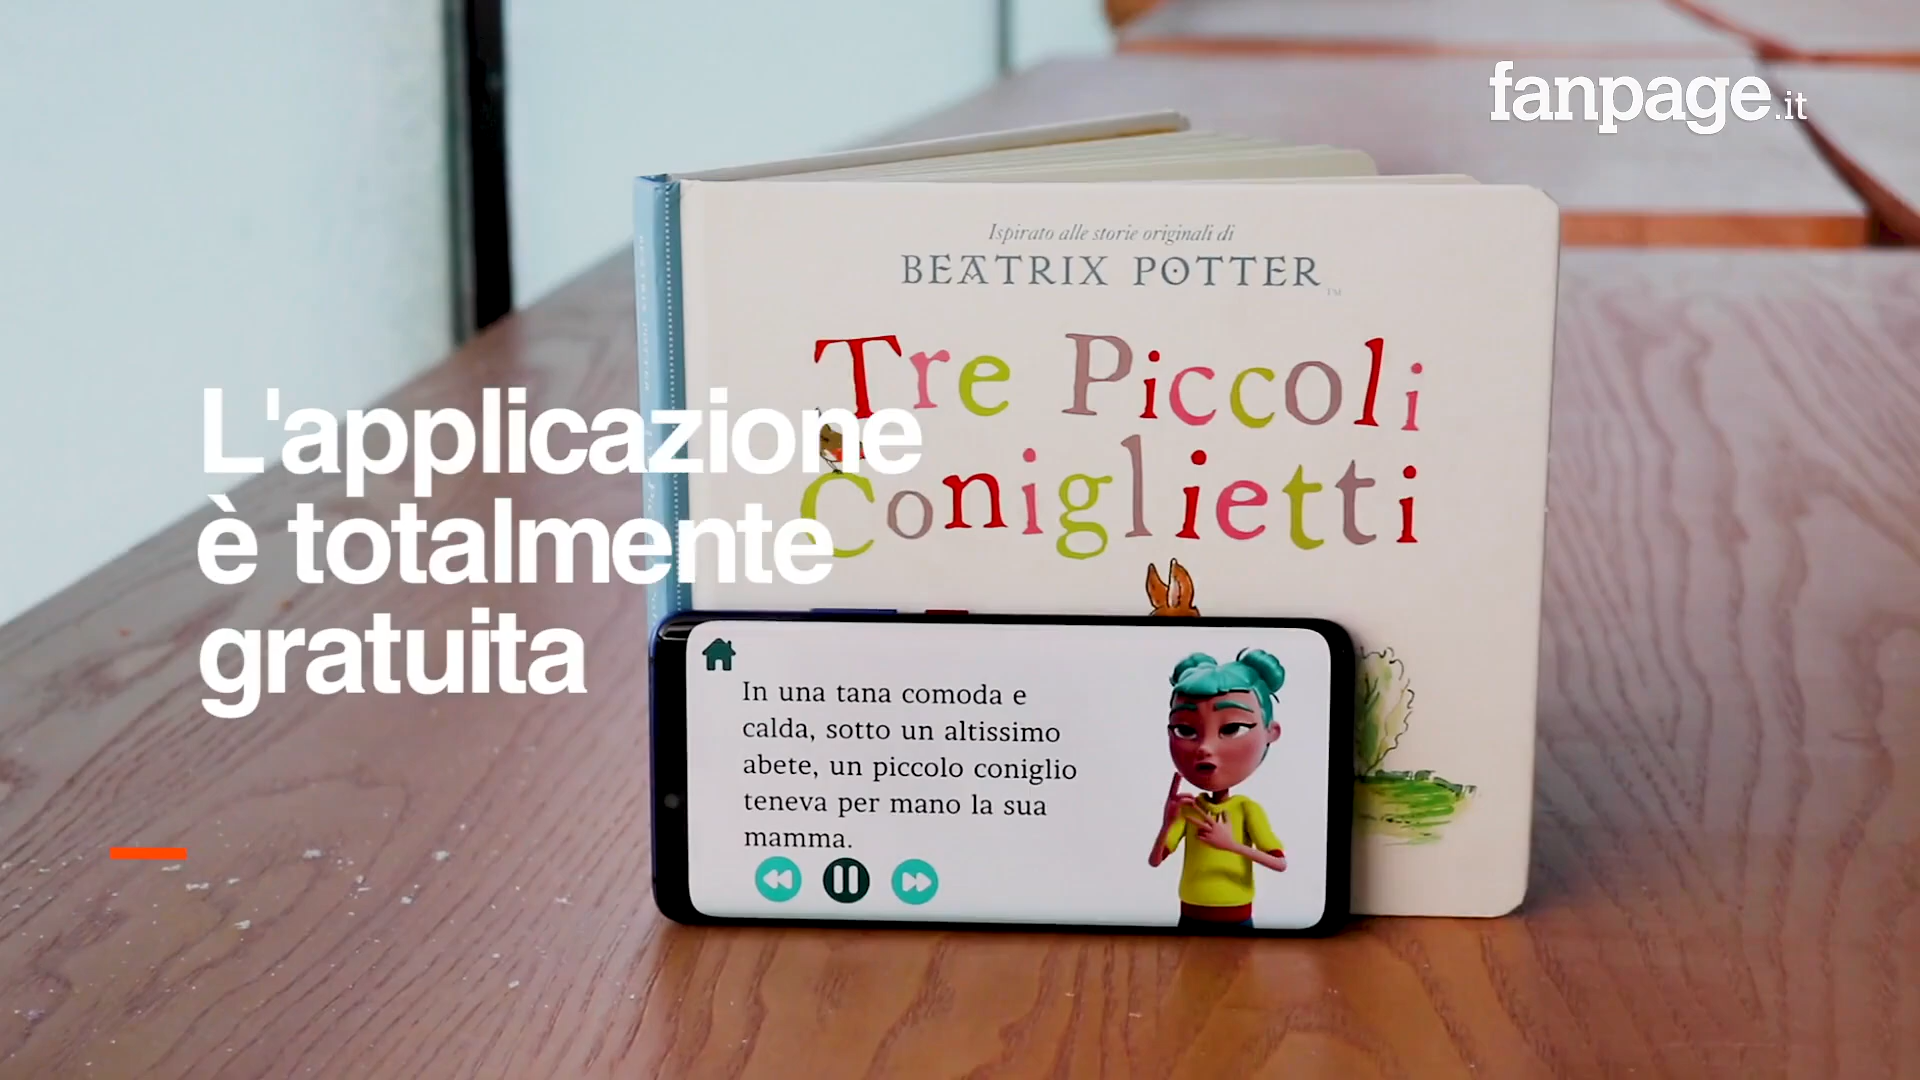 fanpage.it
Ispirato alle storie originali di
BEATRIX POTTER™
Tre Piccoli
Coniglietti
L'applicazione
è totalmente
gratuita
In una tana comoda e
calda, sotto un altissimo
abete, un piccolo coniglio
teneva per mano la sua
mamma.